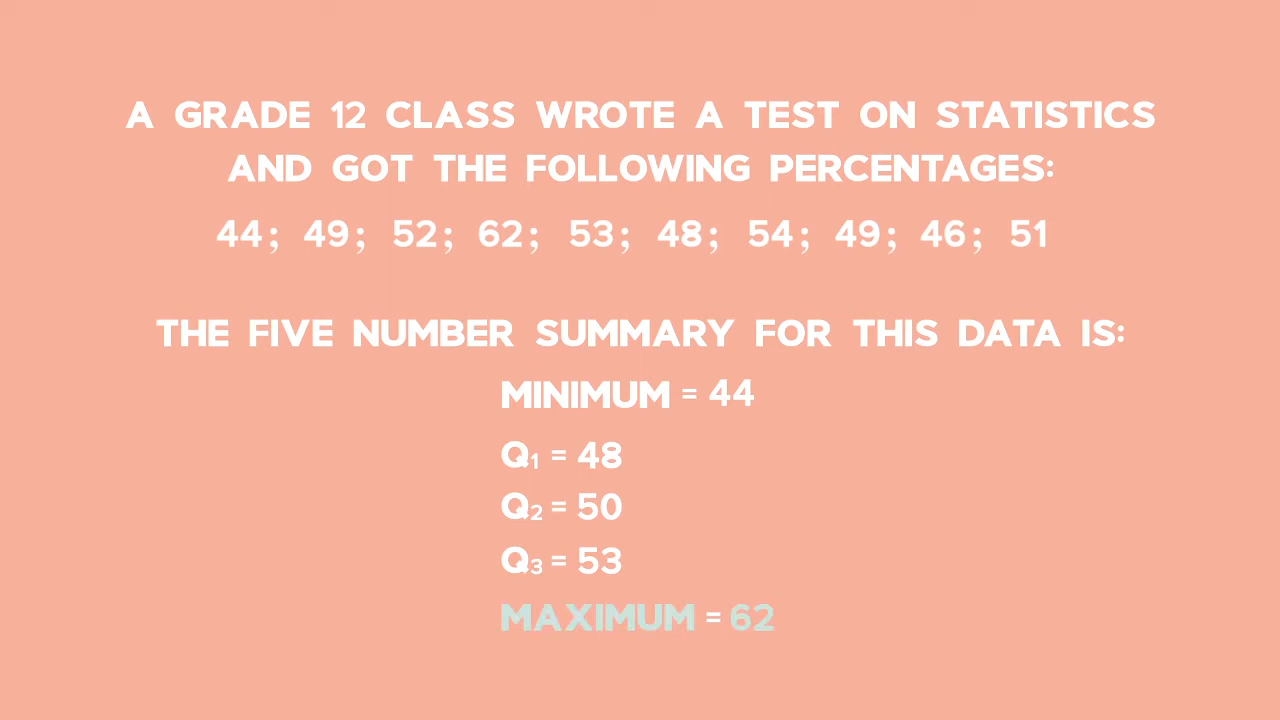 A GRADE 12 CLASS WROTE A TEST ON STATISTICS
AND GOT THE FOLLOWING PERCENTAGES:
44; 49; 52; 62; 53; 48; 54; 49; 46; 51
THE FIVE NUMBER SUMMARY FOR THIS DATA IS:
MINIMUM = 44
Q₁ = 48
Q₂ = 50
Q₃ = 53
MAXIMUM = 62